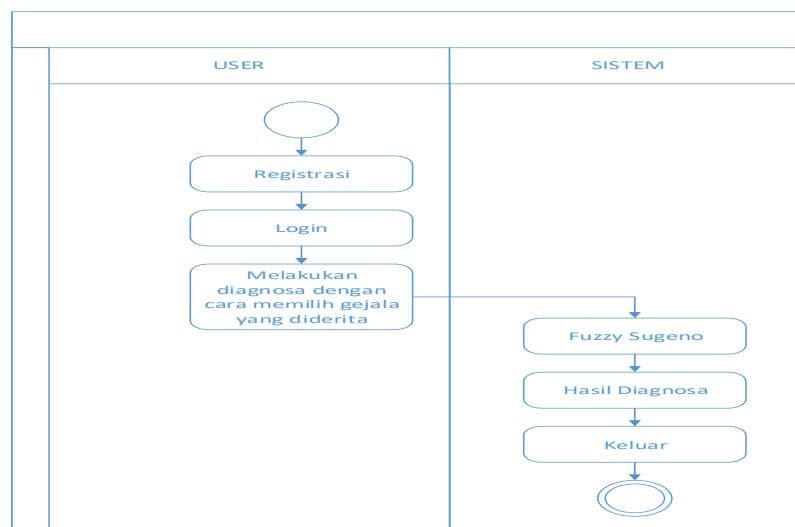 USER
SISTEM
Registrasi
Login
Melakukan
diagnosa dengan
cara memilih gejala
yang diderita
Fuzzy Sugeno
Hasil Diagnosa
Keluar